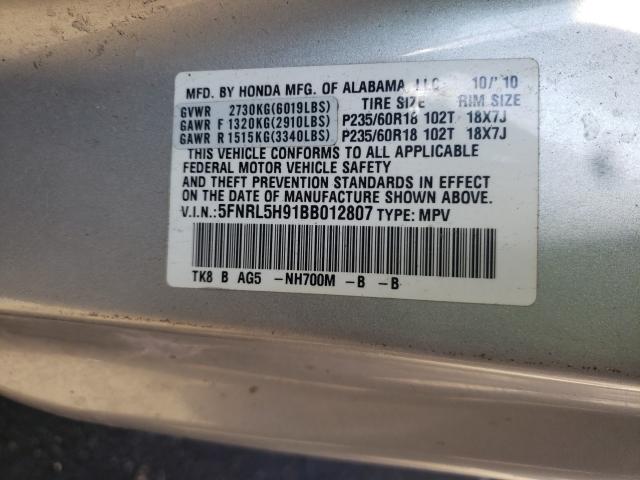 MFD. BY HONDA MFG. OF ALABAMA, LLC. 10/'10
TIRE SIZE RIM SIZE
GVWR 2730KG(6019LBS)
GAWR F 1320KG(2910LBS) P235/60R18 102T 18X7J
GAWR R 1515KG(3340LBS) P235/60R18 102T 18X7J
THIS VEHICLE CONFORMS TO ALL APPLICABLE
FEDERAL MOTOR VEHICLE SAFETY
AND THEFT PREVENTION STANDARDS IN EFFECT
ON THE DATE OF MANUFACTURE SHOWN ABOVE.
V.I.N.:5FNRL5H91BB012807 TYPE: MPV
TK8 B AG5 -NH700M -B -B